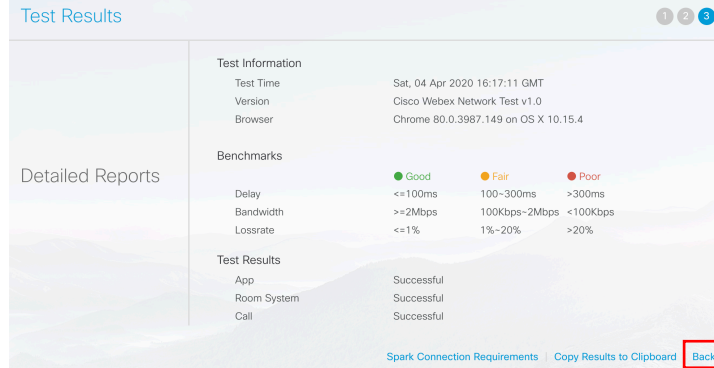 Test Results
1 2 3
Detailed Reports
Test Information
Test Time Sat, 04 Apr 2020 16:17:11 GMT
Version Cisco Webex Network Test v1.0
Browser Chrome 80.0.3987.149 on OS X 10.15.4
Benchmarks
Good Fair Poor
Delay <=100ms 100~300ms >300ms
Bandwidth >=2Mbps 100Kbps~2Mbps <100Kbps
Lossrate <=1% 1%~20% >20%
Test Results
App Successful
Room System Successful
Call Successful
Spark Connection Requirements | Copy Results to Clipboard Back